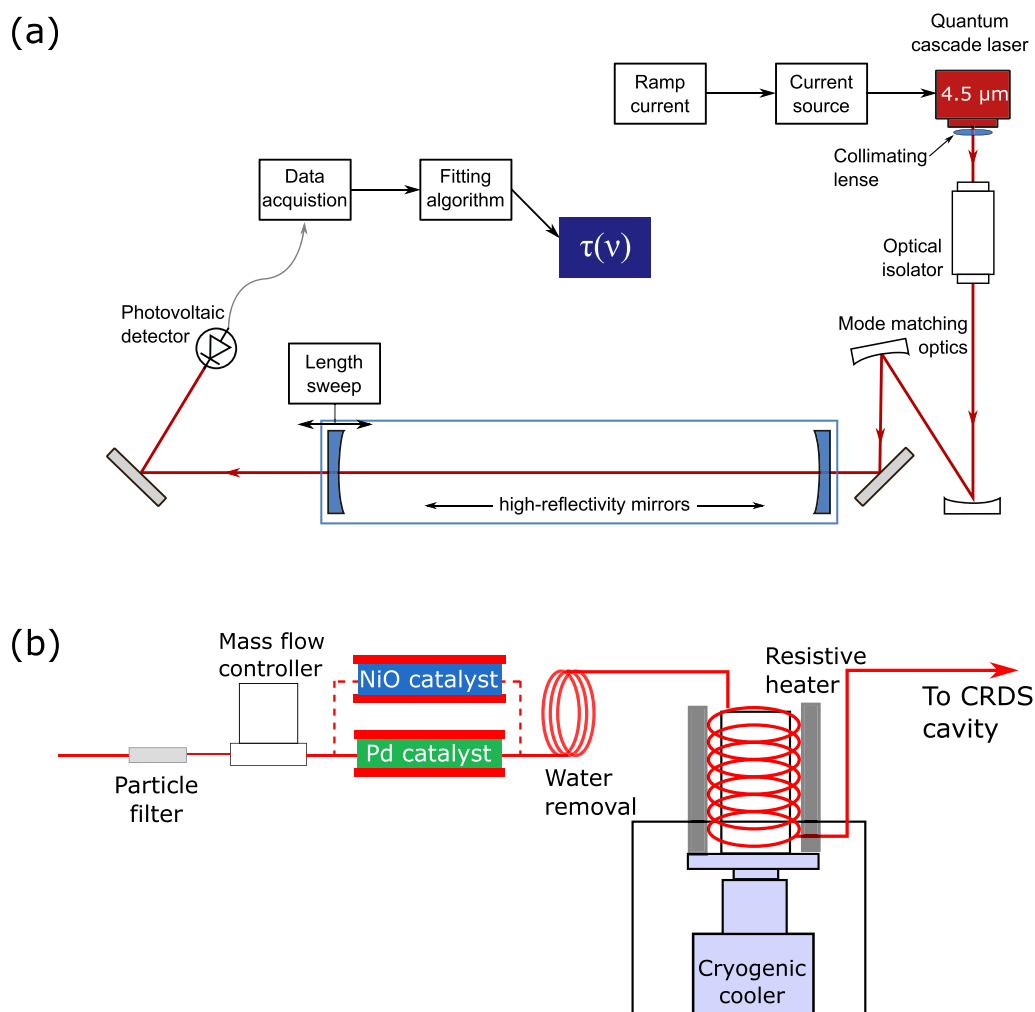 (a)
Quantum
cascade laser
Ramp
current
Current
source
4.5 μm
Collimating
lense
Data
acquistion
Fitting
algorithm
τ(ν)
Optical
isolator
Photovoltaic
detector
Mode matching
optics
Length
sweep
high-reflectivity mirrors
(b)
Mass flow
controller
NiO catalyst
Pd catalyst
Particle
filter
Water
removal
Resistive
heater
To CRDS
cavity
Cryogenic
cooler